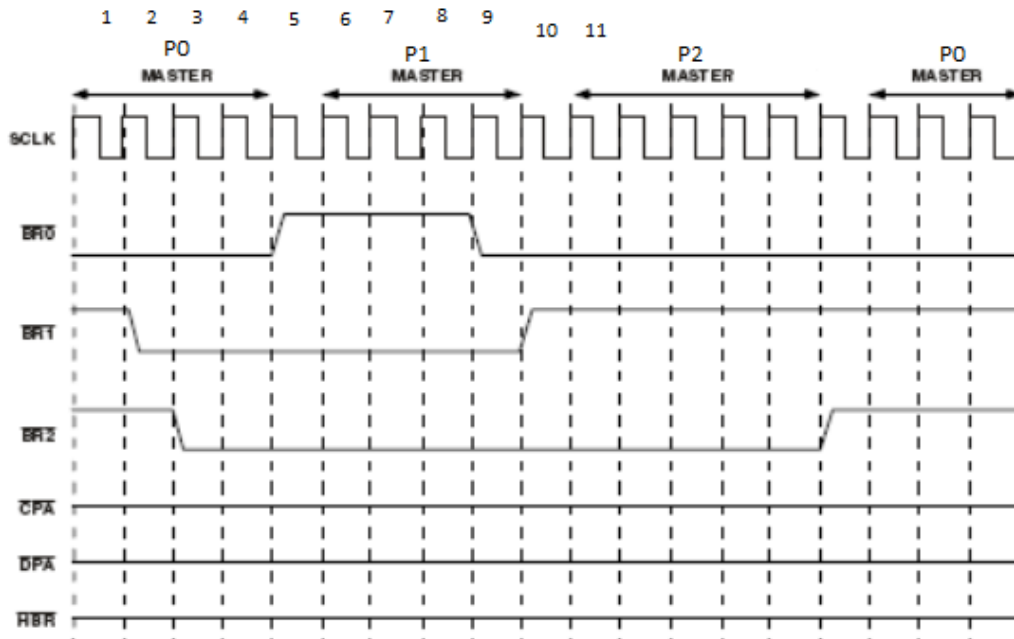 1 2 3 4 5 6 7 8 9 10 11
P0 P1 P2 P0
MASTER MASTER MASTER MASTER
SCLK
BR0
BR1
BR2
CPA
DPA
HBR